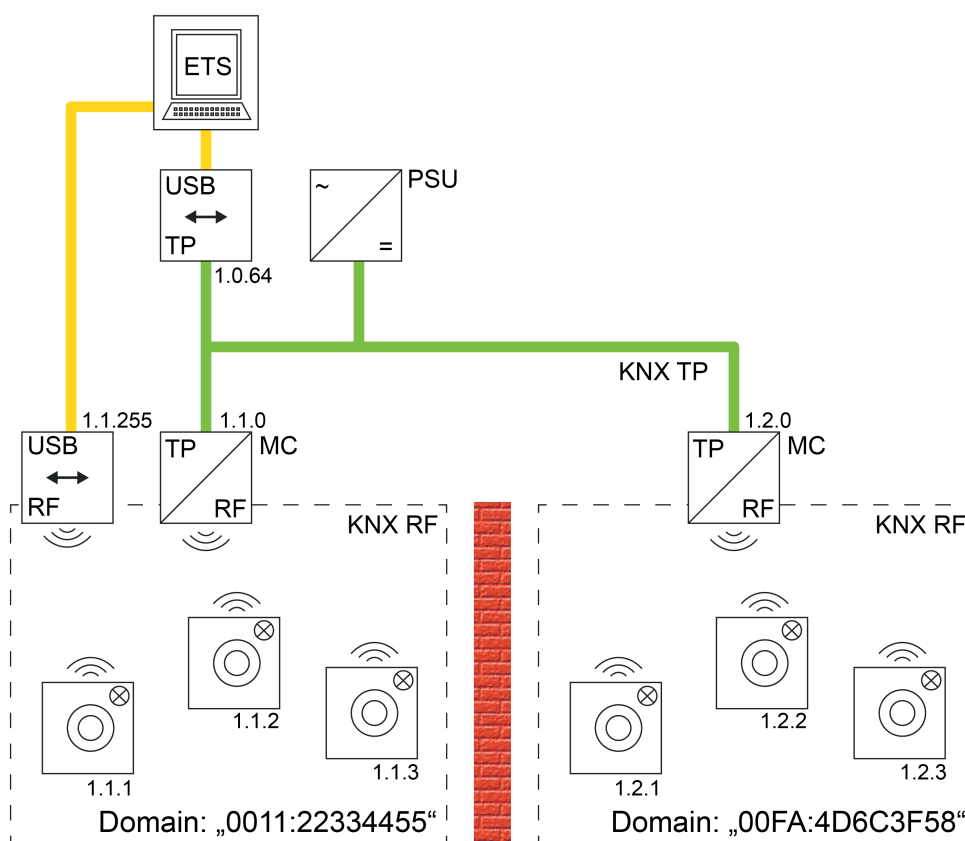 ETS
USB
TP
1.0.64
~
=
PSU
KNX TP
1.1.255
USB
RF
1.1.0
TP
RF
MC
1.2.0
TP
RF
MC
KNX RF
KNX RF
1.1.1
1.1.2
1.1.3
1.2.1
1.2.2
1.2.3
Domain: „0011:22334455“
Domain: „00FA:4D6C3F58“